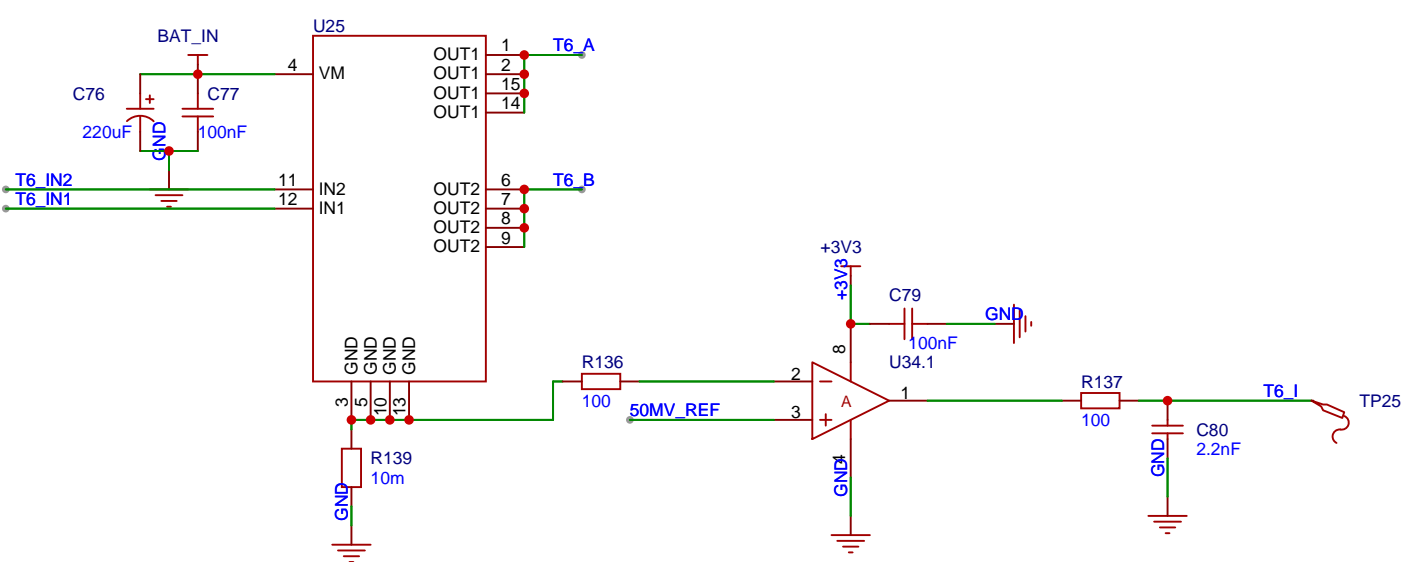 U25
BAT_IN
C76
220uF
C77
100nF
GND
4
VM
T6_IN2
11
IN2
T6_IN1
12
IN1
OUT1
1
T6_A
OUT1
2
OUT1
15
OUT1
14
OUT2
6
T6_B
OUT2
7
OUT2
8
OUT2
9
GND
GND
GND
GND
3
5
10
13
R139
10m
GND
R136
100
50MV_REF
2
3
+3V3
+3V3
C79
100nF
GND
8
U34.1
A
1
4
GND
R137
100
T6_I
TP25
C80
2.2nF
GND